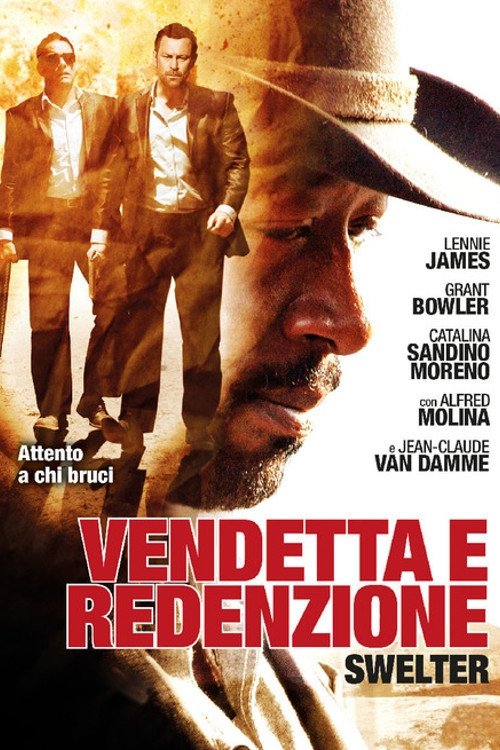 LENNIE
JAMES
GRANT
BOWLER
CATALINA
SANDINO
MORENO
con ALFRED
MOLINA
e JEAN-CLAUDE
VAN DAMME
Attento
a chi bruci
VENDETTA E
REDENZIONE
SWELTER